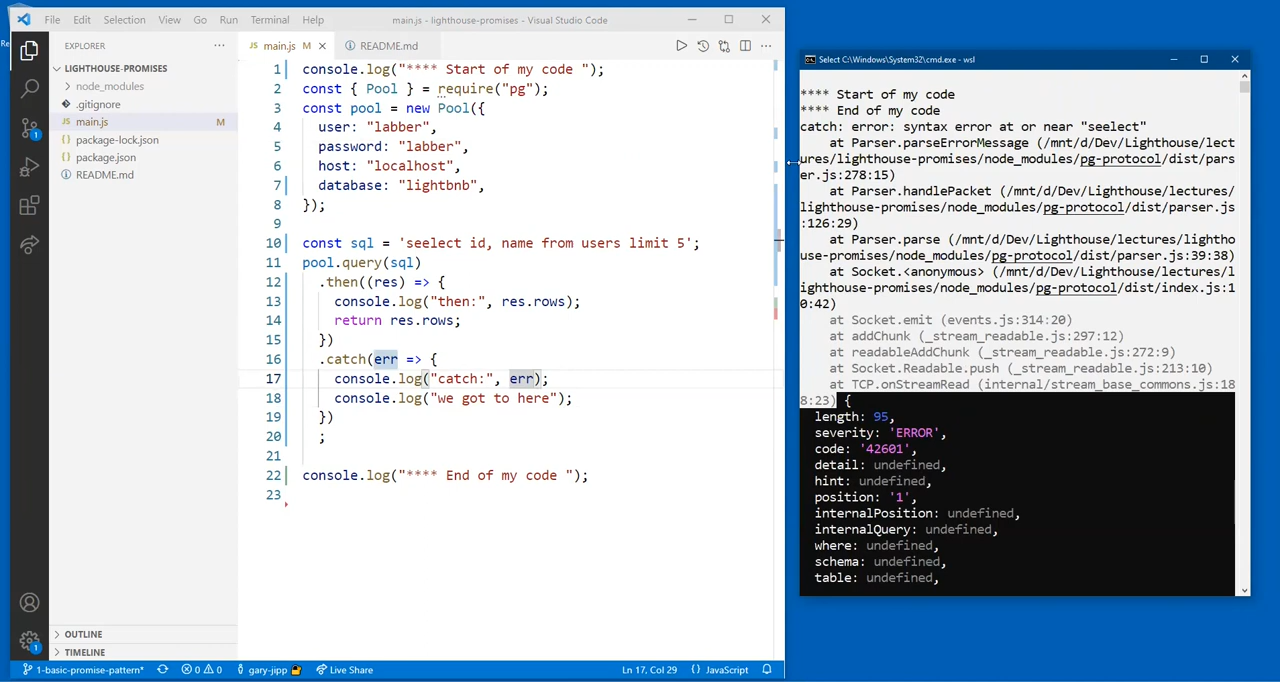 File Edit Selection View Go Run Terminal Help
main.js - lighthouse-promises - Visual Studio Code
Re
EXPLORER
LIGHTHOUSE-PROMISES
node_modules
.gitignore
JS main.js M
{} package-lock.json
{} package.json
README.md
OUTLINE
TIMELINE
1
1
JS main.js M
README.md
1 console.log("**** Start of my code ");
2 const { Pool } = require("pg");
3 const pool = new Pool({
4 user: "labber",
5 password: "labber",
6 host: "localhost",
7 database: "lightbnb",
8 });
9
10 const sql = 'seelect id, name from users limit 5';
11 pool.query(sql)
12 .then((res) => {
13 console.log("then:", res.rows);
14 return res.rows;
15 })
16 .catch(err => {
17 console.log("catch:", err);
18 console.log("we got to here");
19 })
20 ;
21
22 console.log("**** End of my code ");
23
1-basic-promise-pattern* 0 0 gary-jipp Live Share Ln 17, Col 29 {} JavaScript
Select C:\Windows\System32\cmd.exe - wsl
**** Start of my code
**** End of my code
catch: error: syntax error at or near "seelect"
at Parser.parseErrorMessage (/mnt/d/Dev/Lighthouse/lect
ures/lighthouse-promises/node_modules/pg-protocol/dist/pars
er.js:278:15)
at Parser.handlePacket (/mnt/d/Dev/Lighthouse/lectures/
lighthouse-promises/node_modules/pg-protocol/dist/parser.js
:126:29)
at Parser.parse (/mnt/d/Dev/Lighthouse/lectures/lightho
use-promises/node_modules/pg-protocol/dist/parser.js:39:38)
at Socket.<anonymous> (/mnt/d/Dev/Lighthouse/lectures/l
ighthouse-promises/node_modules/pg-protocol/dist/index.js:1
0:42)
at Socket.emit (events.js:314:20)
at addChunk (_stream_readable.js:297:12)
at readableAddChunk (_stream_readable.js:272:9)
at Socket.Readable.push (_stream_readable.js:213:10)
at TCP.onStreamRead (internal/stream_base_commons.js:18
8:23) {
length: 95,
severity: 'ERROR',
code: '42601',
detail: undefined,
hint: undefined,
position: '1',
internalPosition: undefined,
internalQuery: undefined,
where: undefined,
schema: undefined,
table: undefined,